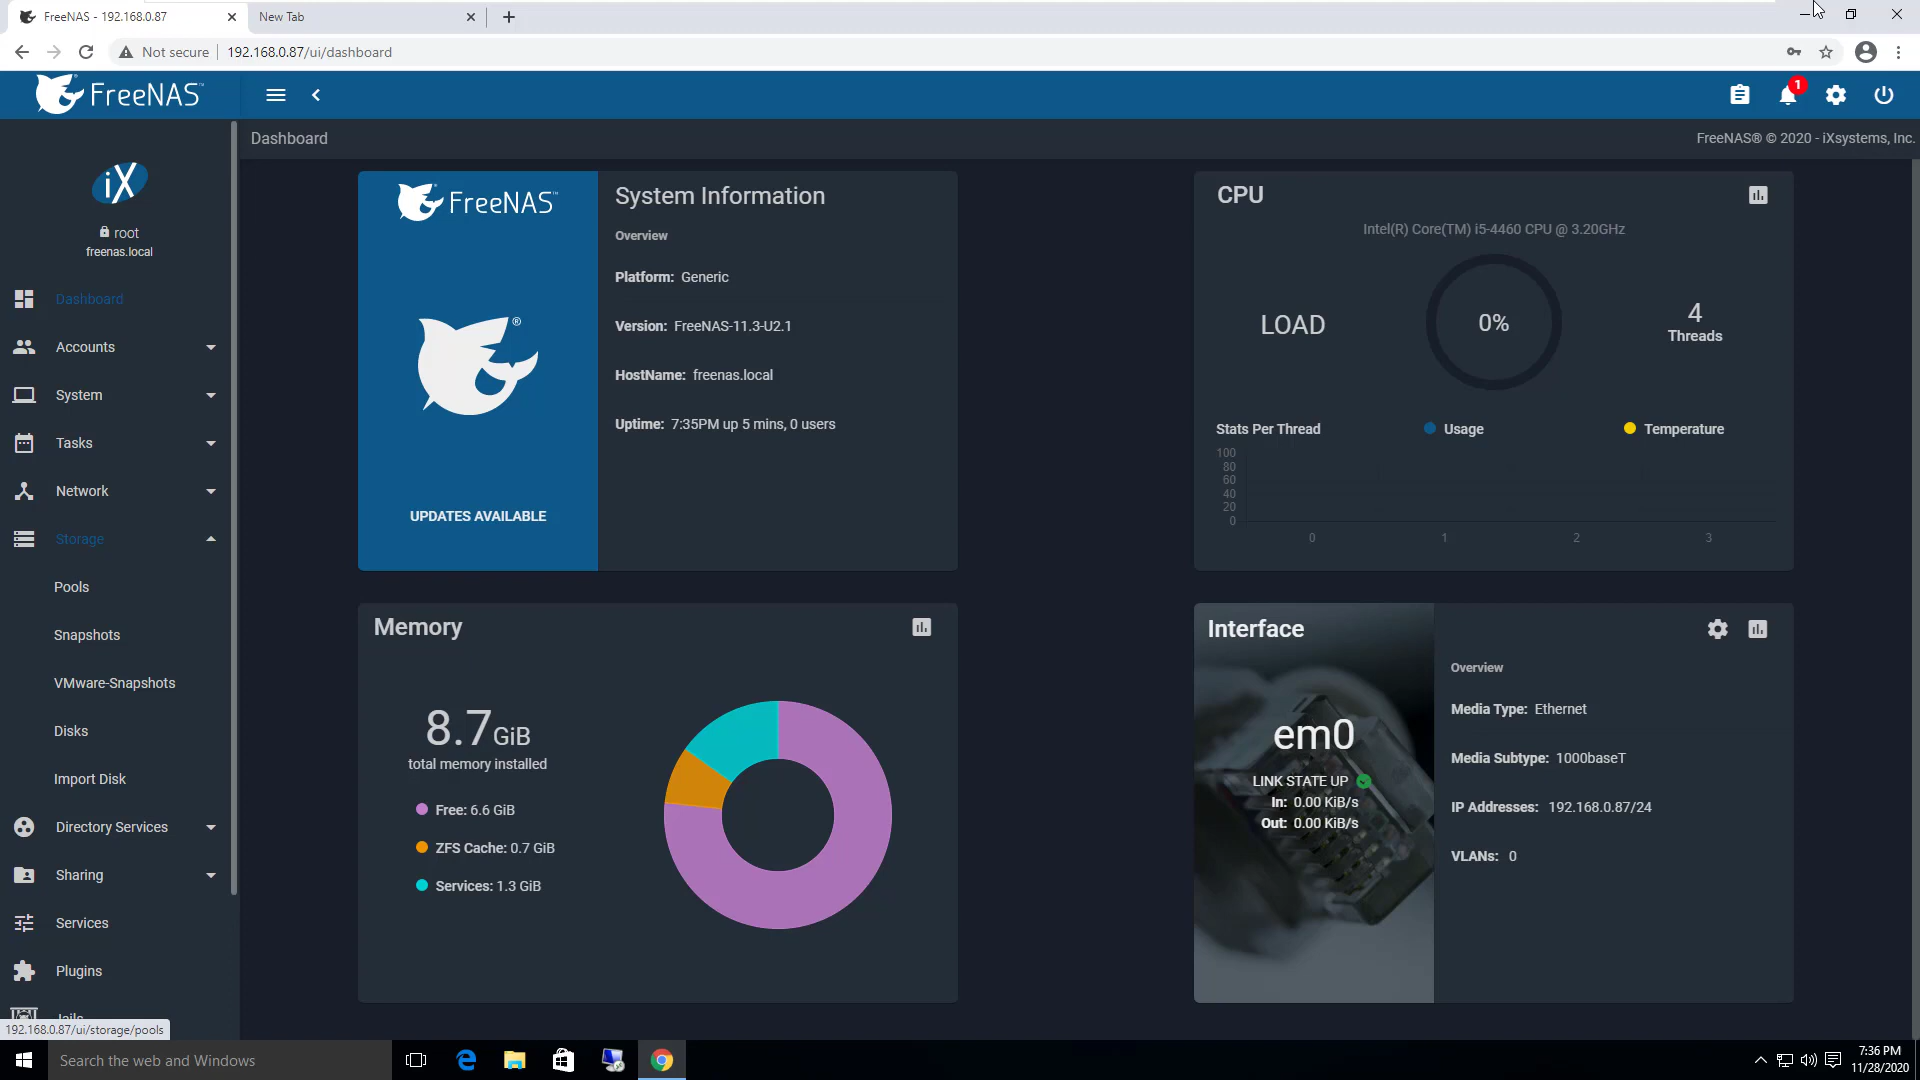 FreeNAS - 192.168.0.87
New Tab
Not secure
192.168.0.87/ui/dashboard
FreeNAS™
1
Dashboard
FreeNAS® © 2020 - iXsystems, Inc.
iX
root
freenas.local
Dashboard
Accounts
System
Tasks
Network
Storage
Pools
Snapshots
VMware-Snapshots
Disks
Import Disk
Directory Services
Sharing
Services
Plugins
Jails
192.168.0.87/ui/storage/pools
FreeNAS™
®
UPDATES AVAILABLE
System Information
Overview
Platform: Generic
Version: FreeNAS-11.3-U2.1
HostName: freenas.local
Uptime: 7:35PM up 5 mins, 0 users
CPU
Intel(R) Core(TM) i5-4460 CPU @ 3.20GHz
LOAD
0%
4
Threads
Stats Per Thread
Usage
Temperature
100
80
60
40
20
0
0 1 2 3
Memory
8.7 GiB
total memory installed
Free: 6.6 GiB
ZFS Cache: 0.7 GiB
Services: 1.3 GiB
Interface
em0
LINK STATE UP
In: 0.00 KiB/s
Out: 0.00 KiB/s
Overview
Media Type: Ethernet
Media Subtype: 1000baseT
IP Addresses: 192.168.0.87/24
VLANs: 0
Search the web and Windows
7:36 PM
11/28/2020